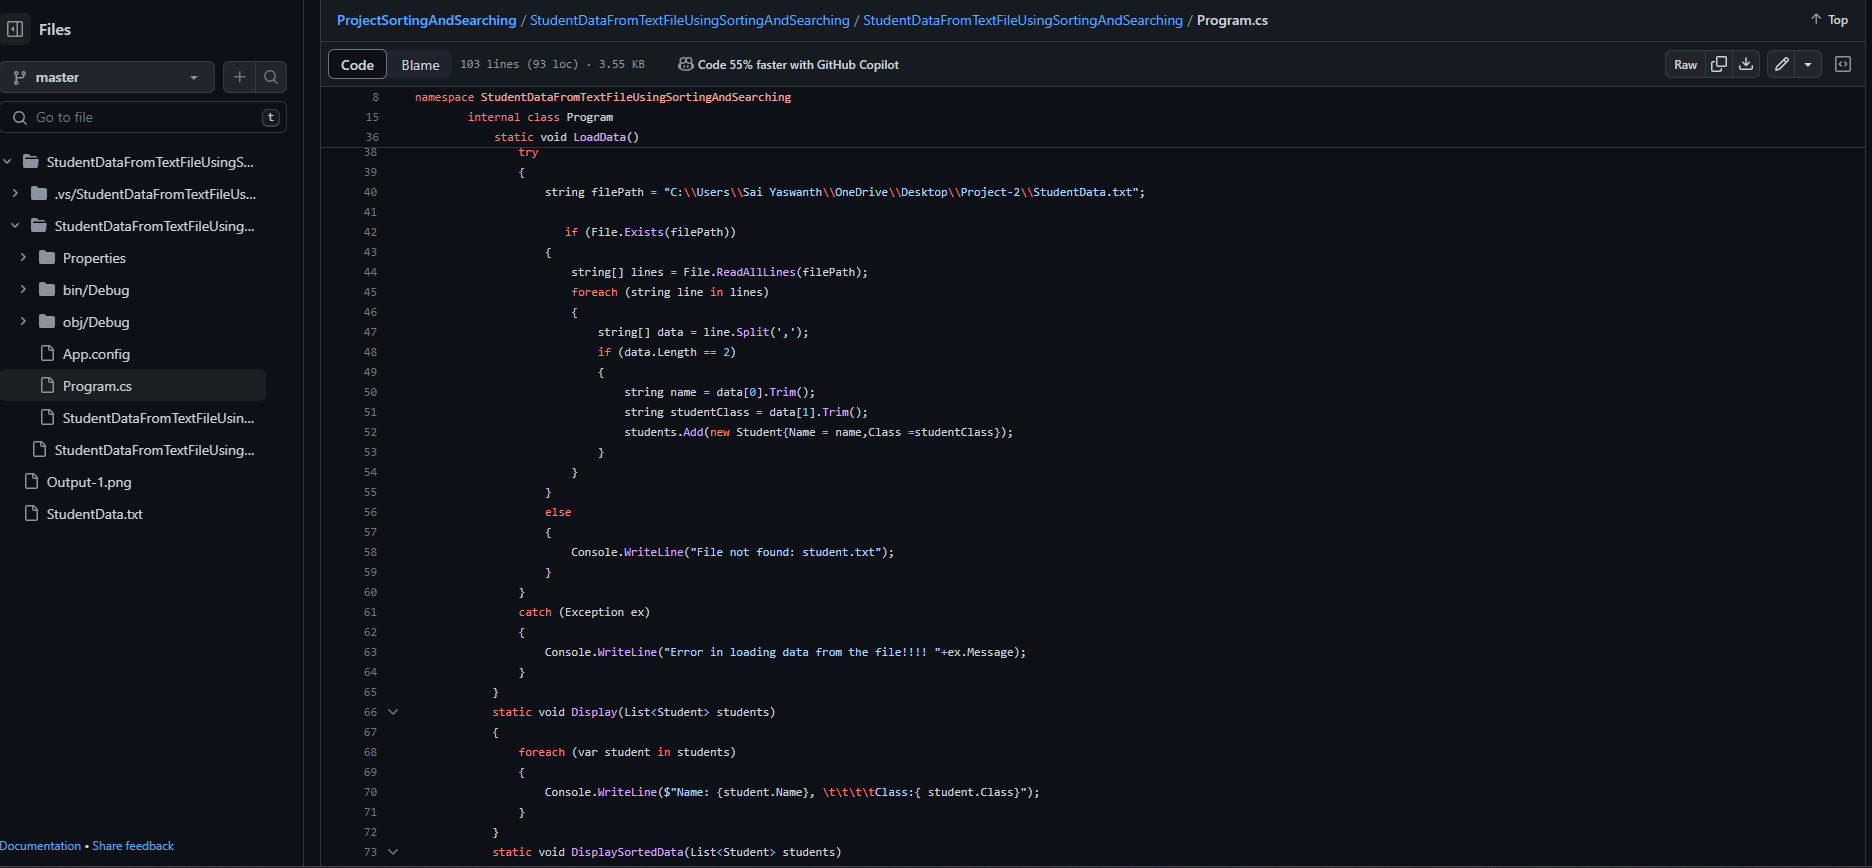 Files
master
Go to file
t
StudentDataFromTextFileUsingS...
.vs/StudentDataFromTextFileUs...
StudentDataFromTextFileUsing...
Properties
bin/Debug
obj/Debug
App.config
Program.cs
StudentDataFromTextFileUsin...
StudentDataFromTextFileUsing...
Output-1.png
StudentData.txt
Documentation • Share feedback
ProjectSortingAndSearching / StudentDataFromTextFileUsingSortingAndSearching / StudentDataFromTextFileUsingSortingAndSearching / Program.cs
Top
Code Blame 103 lines (93 loc) · 3.55 KB Code 55% faster with GitHub Copilot
Raw
8 namespace StudentDataFromTextFileUsingSortingAndSearching
15 internal class Program
36 static void LoadData()
38 try
39 {
40 string filePath = "C:\\Users\\Sai Yaswanth\\OneDrive\\Desktop\\Project-2\\StudentData.txt";
41
42 if (File.Exists(filePath))
43 {
44 string[] lines = File.ReadAllLines(filePath);
45 foreach (string line in lines)
46 {
47 string[] data = line.Split(',');
48 if (data.Length == 2)
49 {
50 string name = data[0].Trim();
51 string studentClass = data[1].Trim();
52 students.Add(new Student{Name = name,Class =studentClass});
53 }
54 }
55 }
56 else
57 {
58 Console.WriteLine("File not found: student.txt");
59 }
60 }
61 catch (Exception ex)
62 {
63 Console.WriteLine("Error in loading data from the file!!!! "+ex.Message);
64 }
65 }
66 static void Display(List<Student> students)
67 {
68 foreach (var student in students)
69 {
70 Console.WriteLine($"Name: {student.Name}, \t\t\t\tClass:{ student.Class}");
71 }
72 }
73 static void DisplaySortedData(List<Student> students)